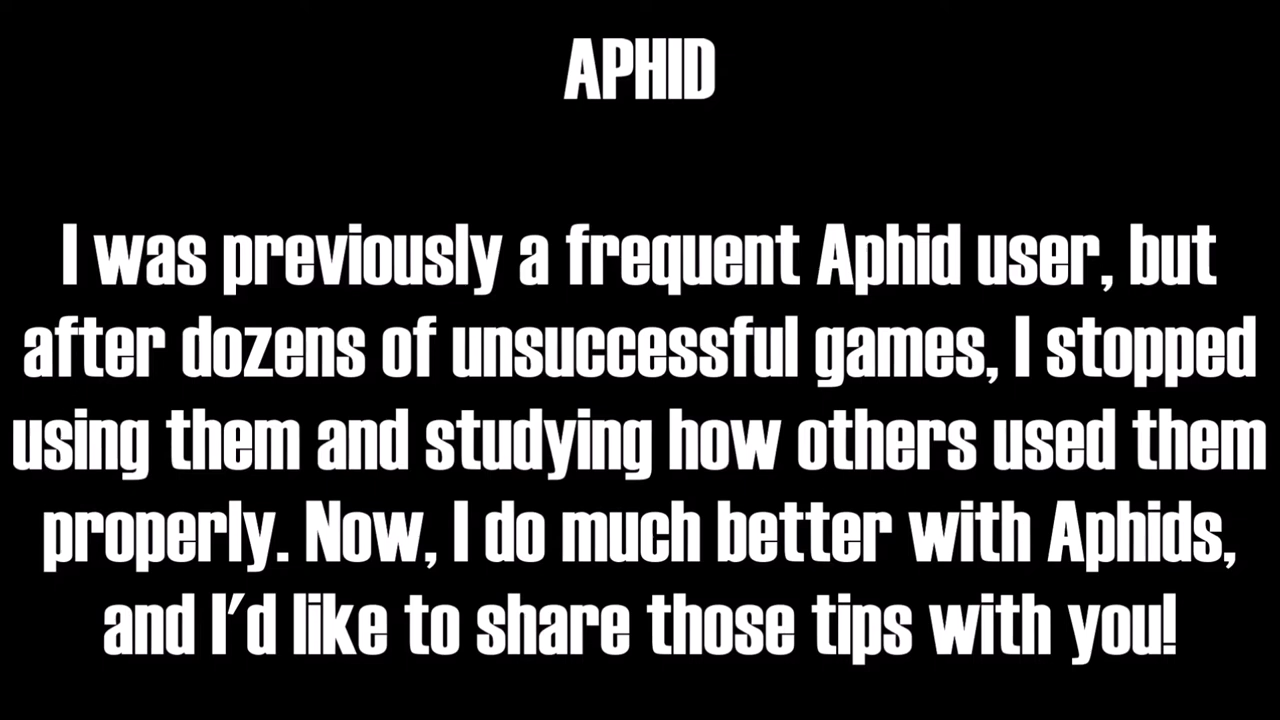 APHID
I was previously a frequent Aphid user, but
after dozens of unsuccessful games, I stopped
using them and studying how others used them
properly. Now, I do much better with Aphids,
and I'd like to share those tips with you!